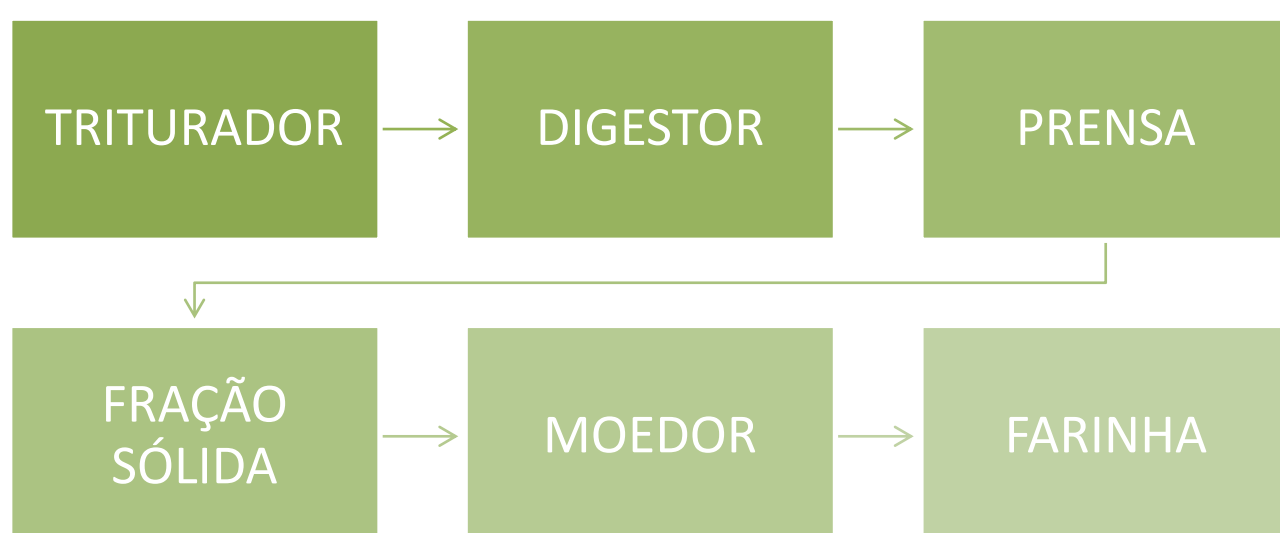 TRITURADOR
DIGESTOR
PRENSA
FRAÇÃO
SÓLIDA
MOEDOR
FARINHA